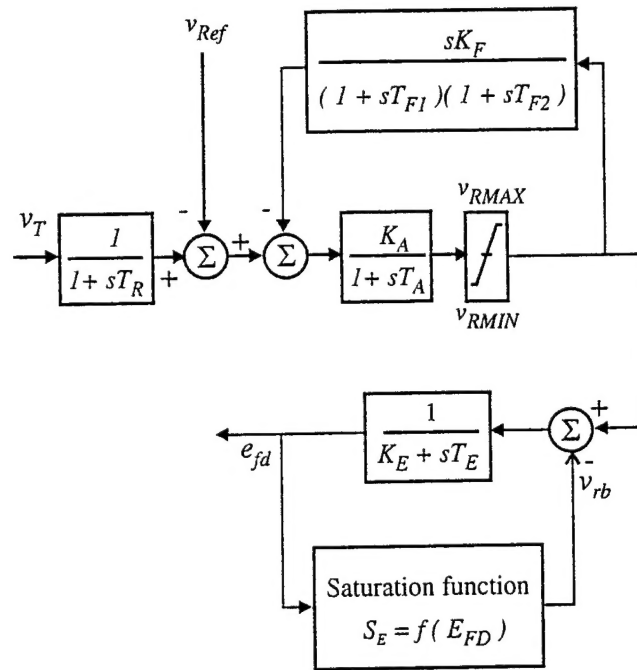 v_Ref
sK_F
( 1 + sT_F1 )( 1 + sT_F2 )
v_T
1
1 + sT_R
-
+
Σ
+
-
Σ
K_A
1 + sT_A
v_RMAX
v_RMIN
1
K_E + sT_E
Σ
+
-
v_rb
e_fd
Saturation function
S_E = f ( E_FD )